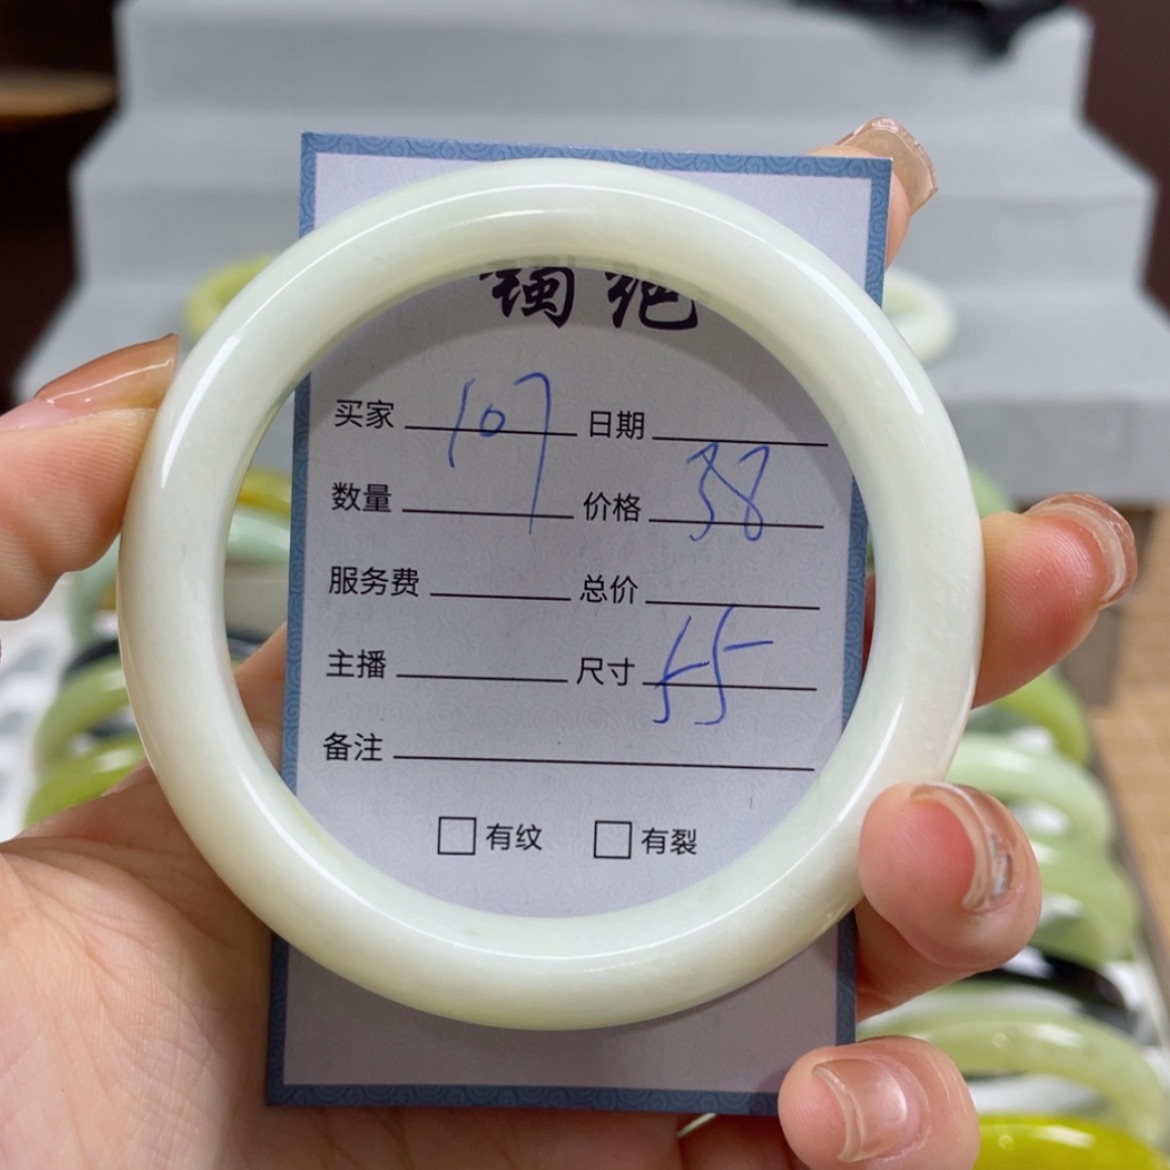 买家 107 日期
数量 价格 38
服务费 总价
主播 尺寸 55
备注
□ 有纹 □ 有裂